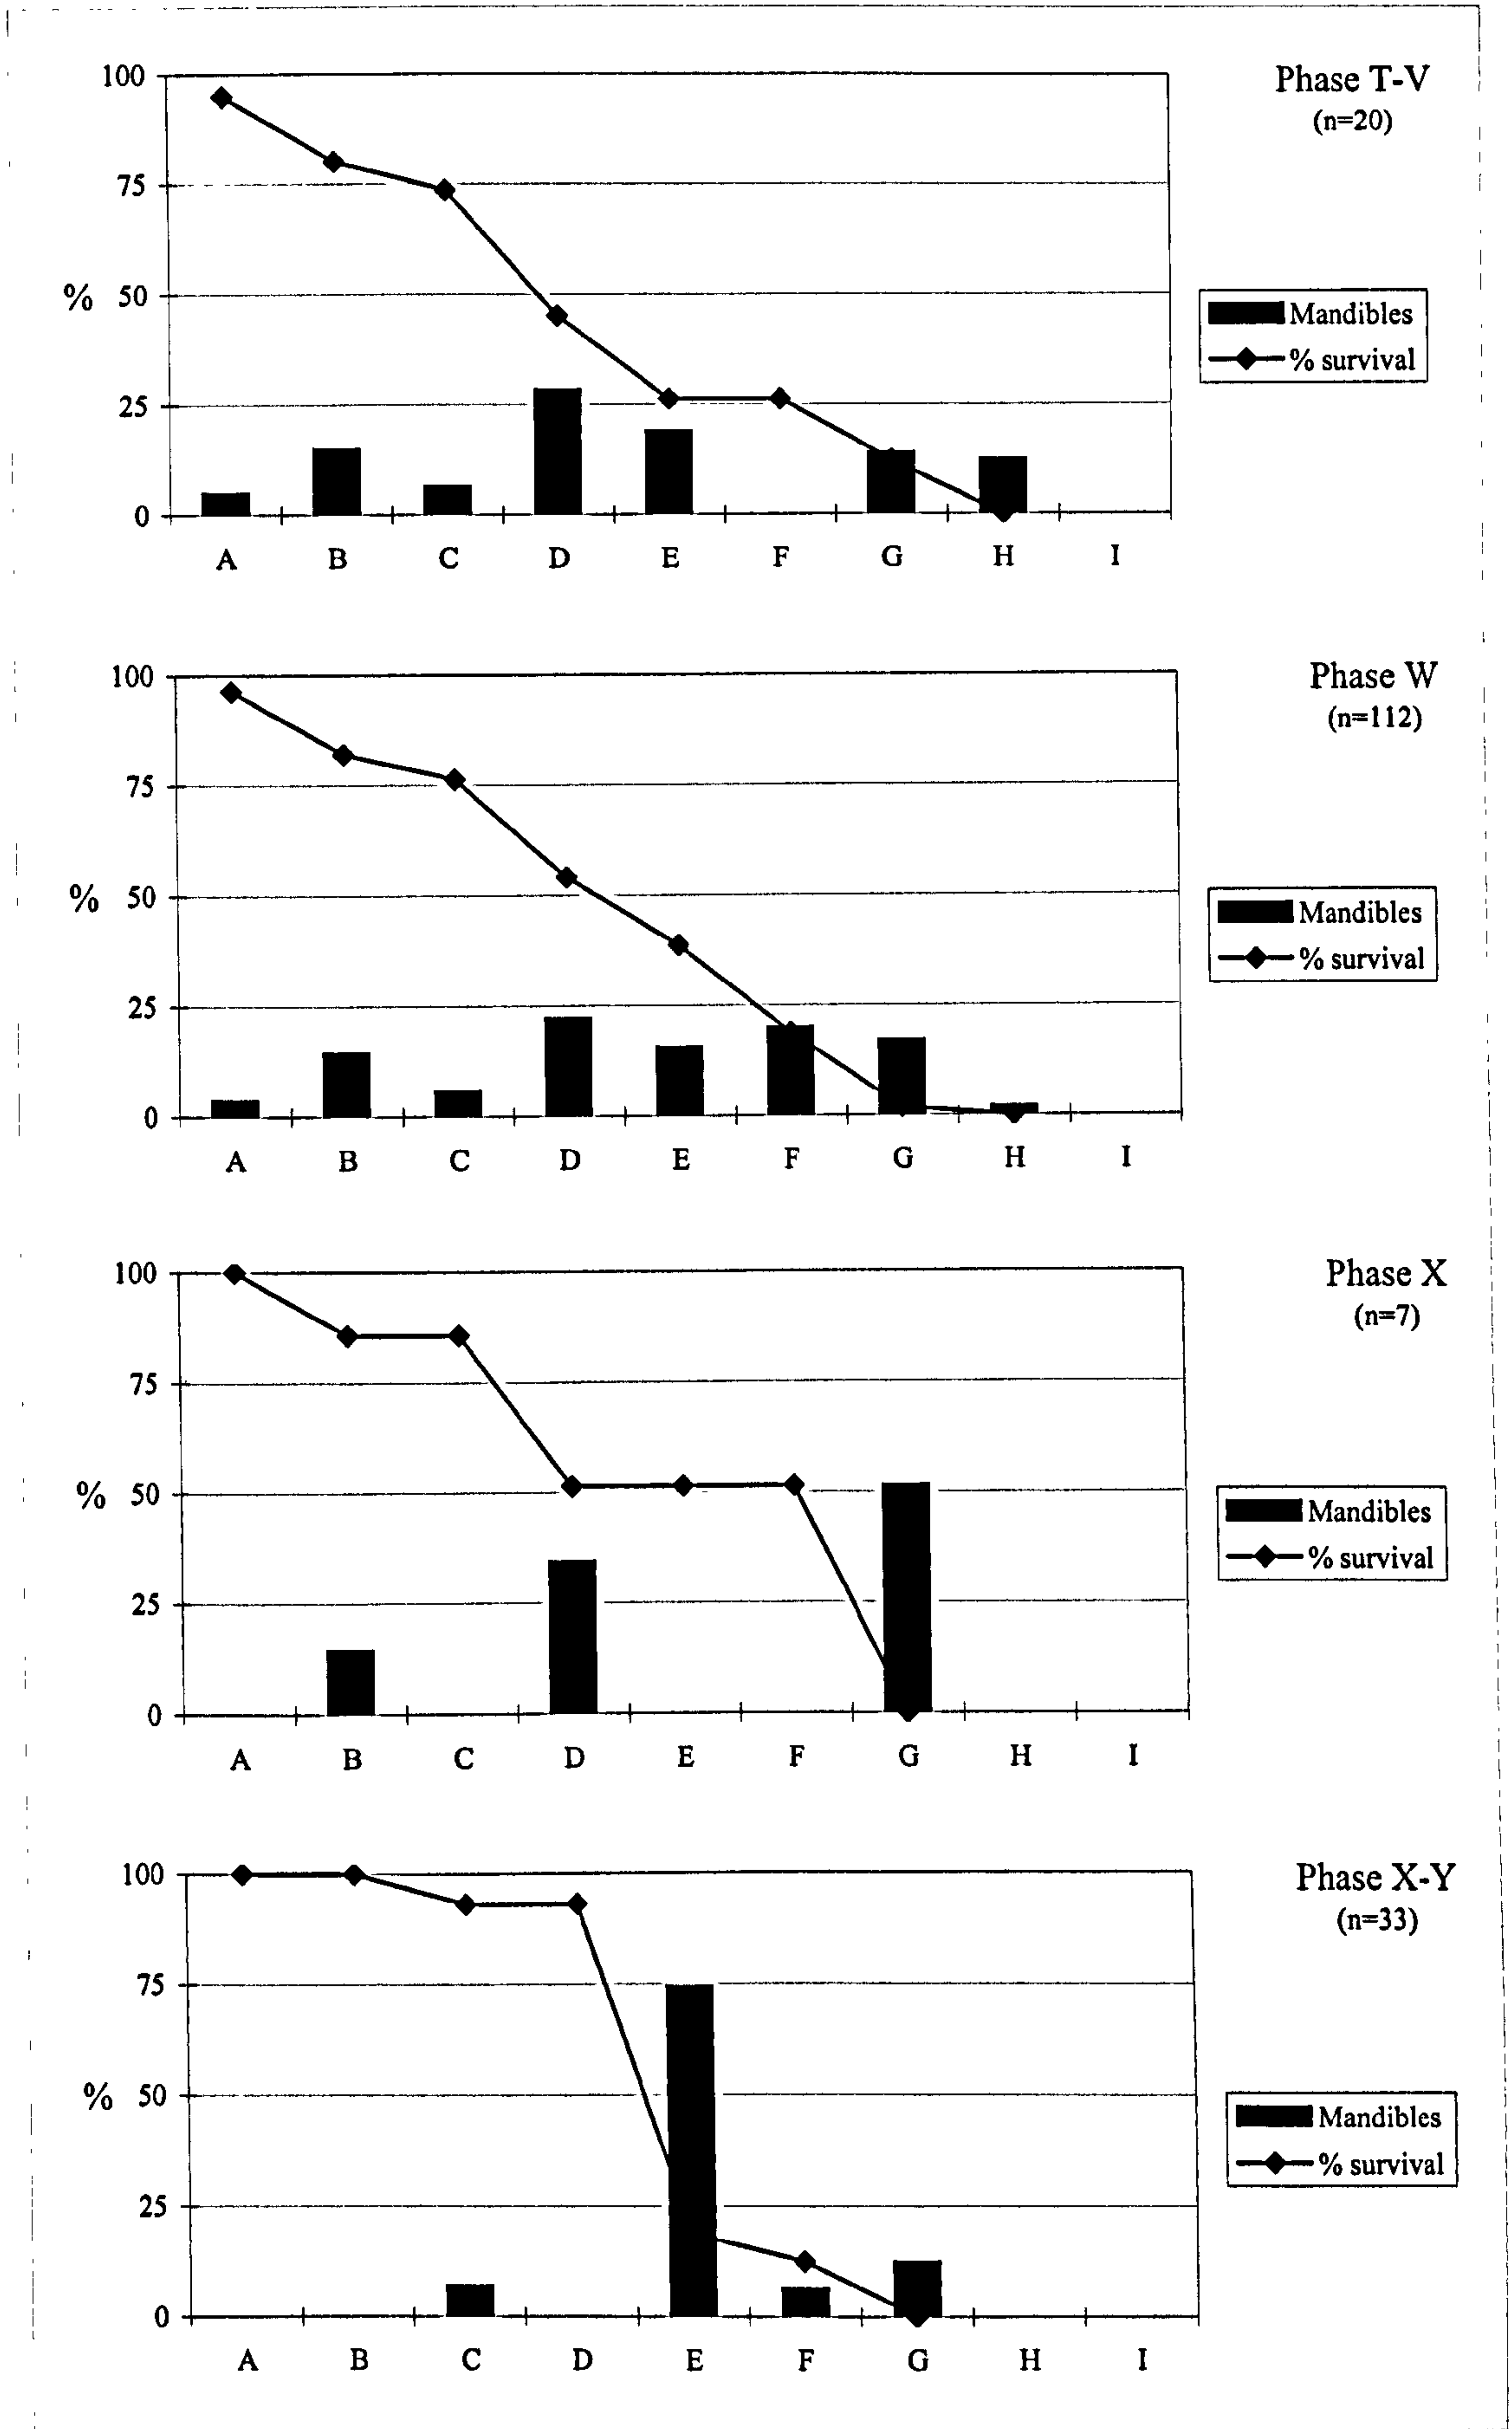 Phase T-V
(n=20)
100
75
% 50
25
0
A B C D E F G H I
Mandibles
% survival
Phase W
(n=112)
100
75
% 50
25
0
A B C D E F G H I
Mandibles
% survival
Phase X
(n=7)
100
75
% 50
25
0
A B C D E F G H I
Mandibles
% survival
Phase X-Y
(n=33)
100
75
% 50
25
0
A B C D E F G H I
Mandibles
% survival